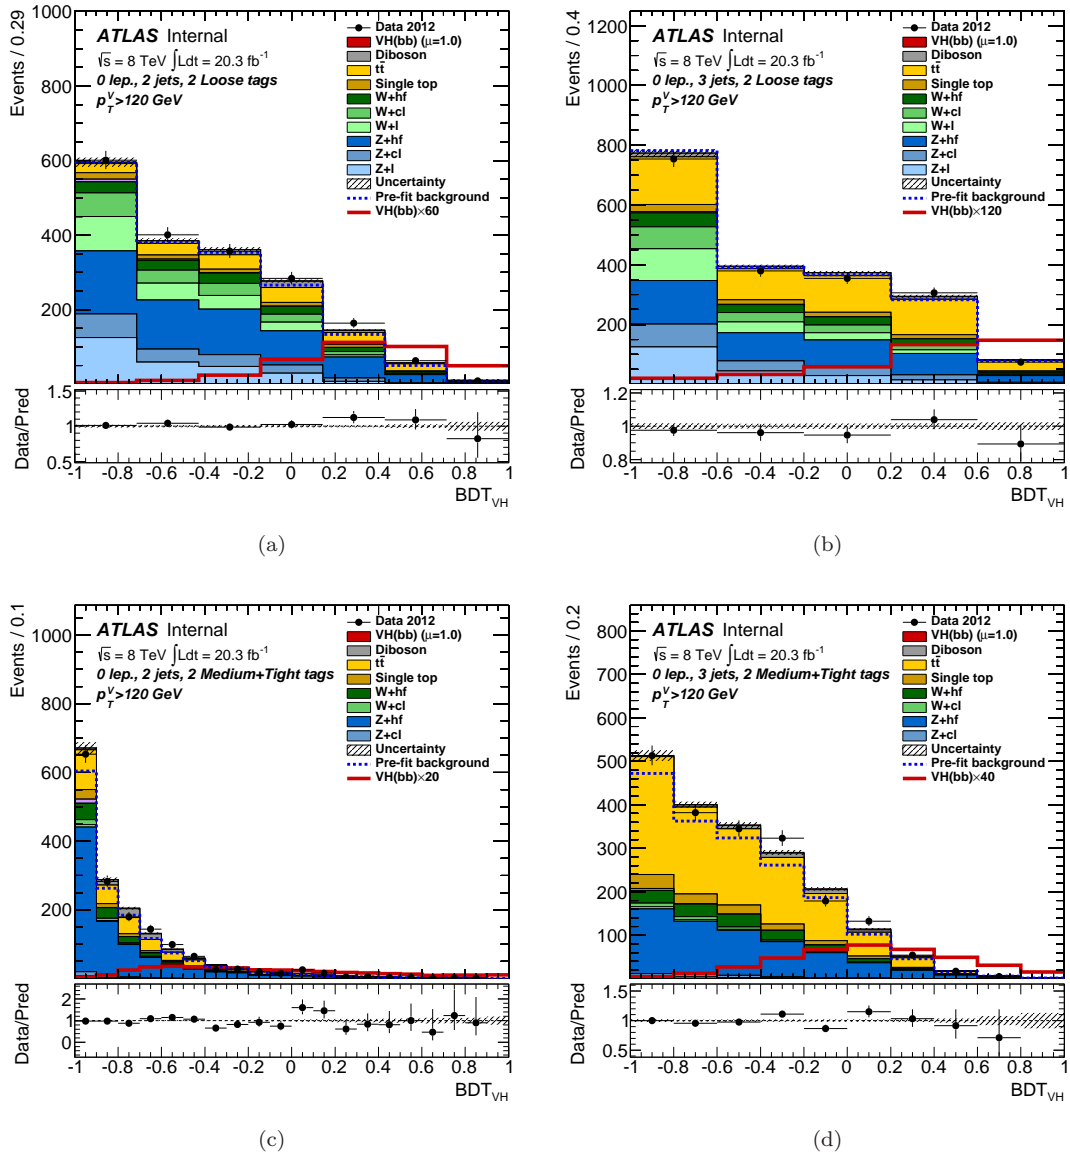 Events / 0.29
1000
800
600
400
200
ATLAS Internal
√s = 8 TeV ∫Ldt = 20.3 fb⁻¹
0 lep., 2 jets, 2 Loose tags
p_T^V>120 GeV
Data 2012
VH(bb) (μ=1.0)
Diboson
tt̄
Single top
W+hf
W+cl
W+l
Z+hf
Z+cl
Z+l
Uncertainty
Pre-fit background
VH(bb)×60
Data/Pred
1.5
1
0.5
-1 -0.8 -0.6 -0.4 -0.2 0 0.2 0.4 0.6 0.8 1
BDT_VH
(a)
Events / 0.4
1200
1000
800
600
400
200
ATLAS Internal
√s = 8 TeV ∫Ldt = 20.3 fb⁻¹
0 lep., 3 jets, 2 Loose tags
p_T^V>120 GeV
Data 2012
VH(bb) (μ=1.0)
Diboson
tt̄
Single top
W+hf
W+cl
W+l
Z+hf
Z+cl
Z+l
Uncertainty
Pre-fit background
VH(bb)×120
Data/Pred
1.2
1
0.8
-1 -0.8 -0.6 -0.4 -0.2 0 0.2 0.4 0.6 0.8 1
BDT_VH
(b)
Events / 0.1
1000
800
600
400
200
ATLAS Internal
√s = 8 TeV ∫Ldt = 20.3 fb⁻¹
0 lep., 2 jets, 2 Medium+Tight tags
p_T^V>120 GeV
Data 2012
VH(bb) (μ=1.0)
Diboson
tt̄
Single top
W+hf
W+cl
Z+hf
Z+cl
Uncertainty
Pre-fit background
VH(bb)×20
Data/Pred
2
1
0
-1 -0.8 -0.6 -0.4 -0.2 0 0.2 0.4 0.6 0.8 1
BDT_VH
(c)
Events / 0.2
800
700
600
500
400
300
200
100
ATLAS Internal
√s = 8 TeV ∫Ldt = 20.3 fb⁻¹
0 lep., 3 jets, 2 Medium+Tight tags
p_T^V>120 GeV
Data 2012
VH(bb) (μ=1.0)
Diboson
tt̄
Single top
W+hf
W+cl
Z+hf
Z+cl
Uncertainty
Pre-fit background
VH(bb)×40
Data/Pred
1.5
1
0.5
-1 -0.8 -0.6 -0.4 -0.2 0 0.2 0.4 0.6 0.8 1
BDT_VH
(d)